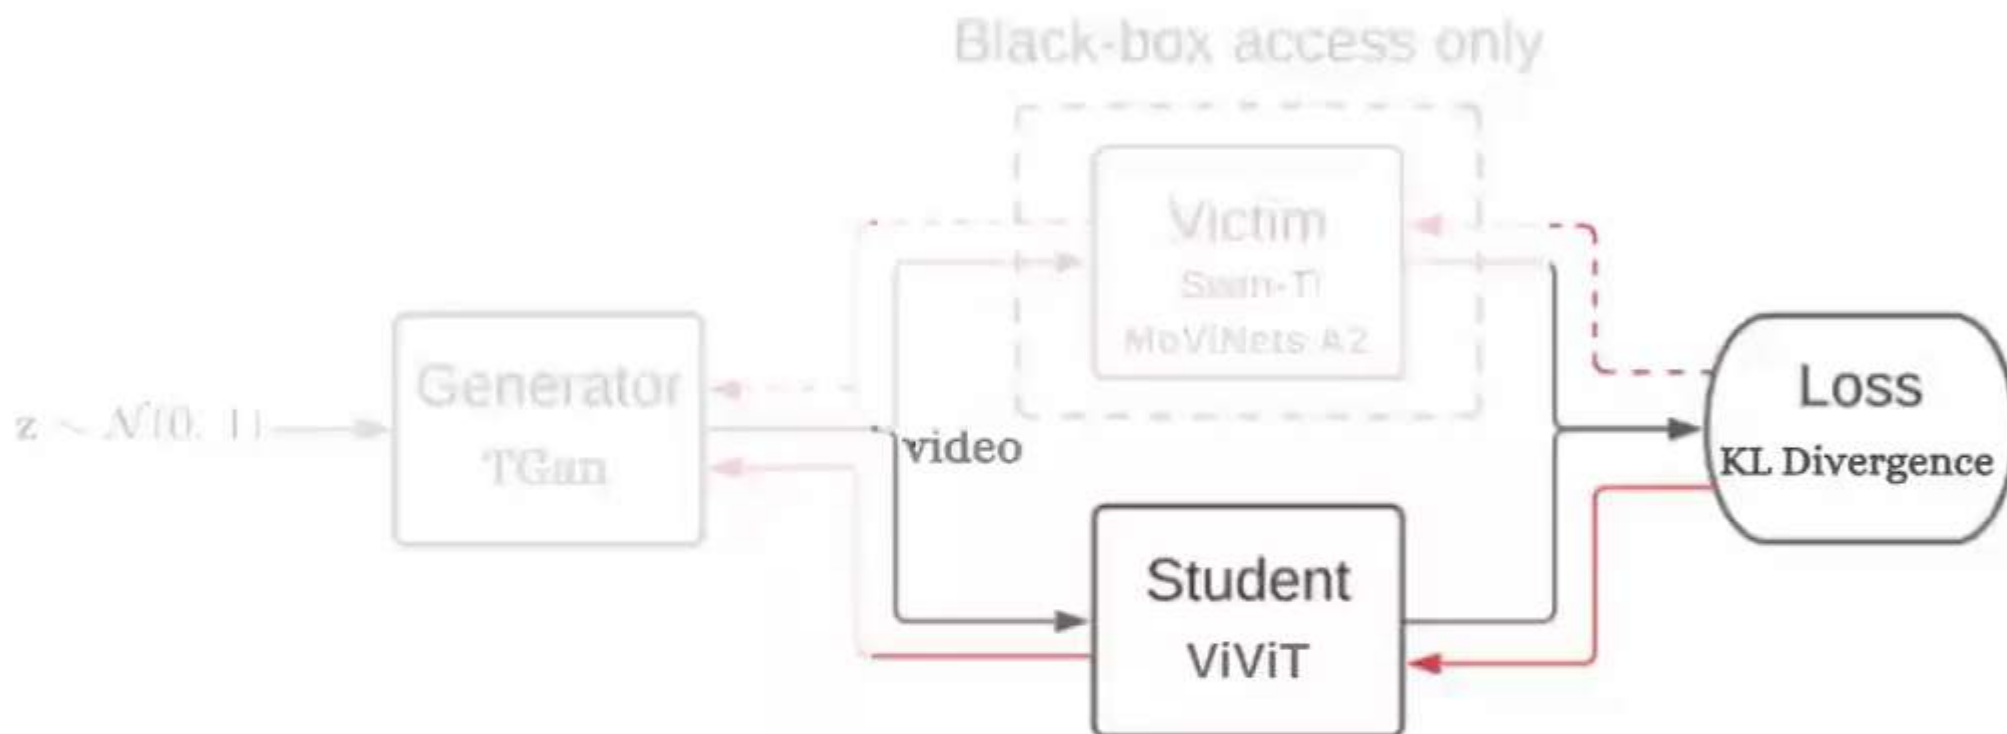 Black-box access only
Victim
Swin-T
MoViNets A2
Generator
TGan
z ~ N(0, 1)
video
Loss
KL Divergence
Student
ViViT